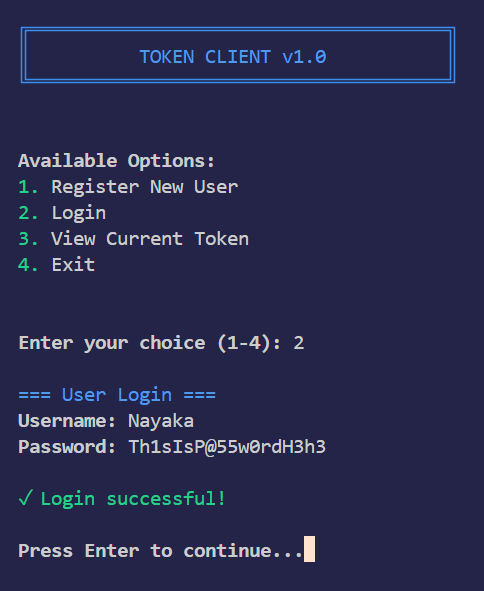 TOKEN CLIENT v1.0
Available Options:
1. Register New User
2. Login
3. View Current Token
4. Exit
Enter your choice (1-4): 2
=== User Login ===
Username: Nayaka
Password: Th1sIsP@55w0rdH3h3
✓ Login successful!
Press Enter to continue...